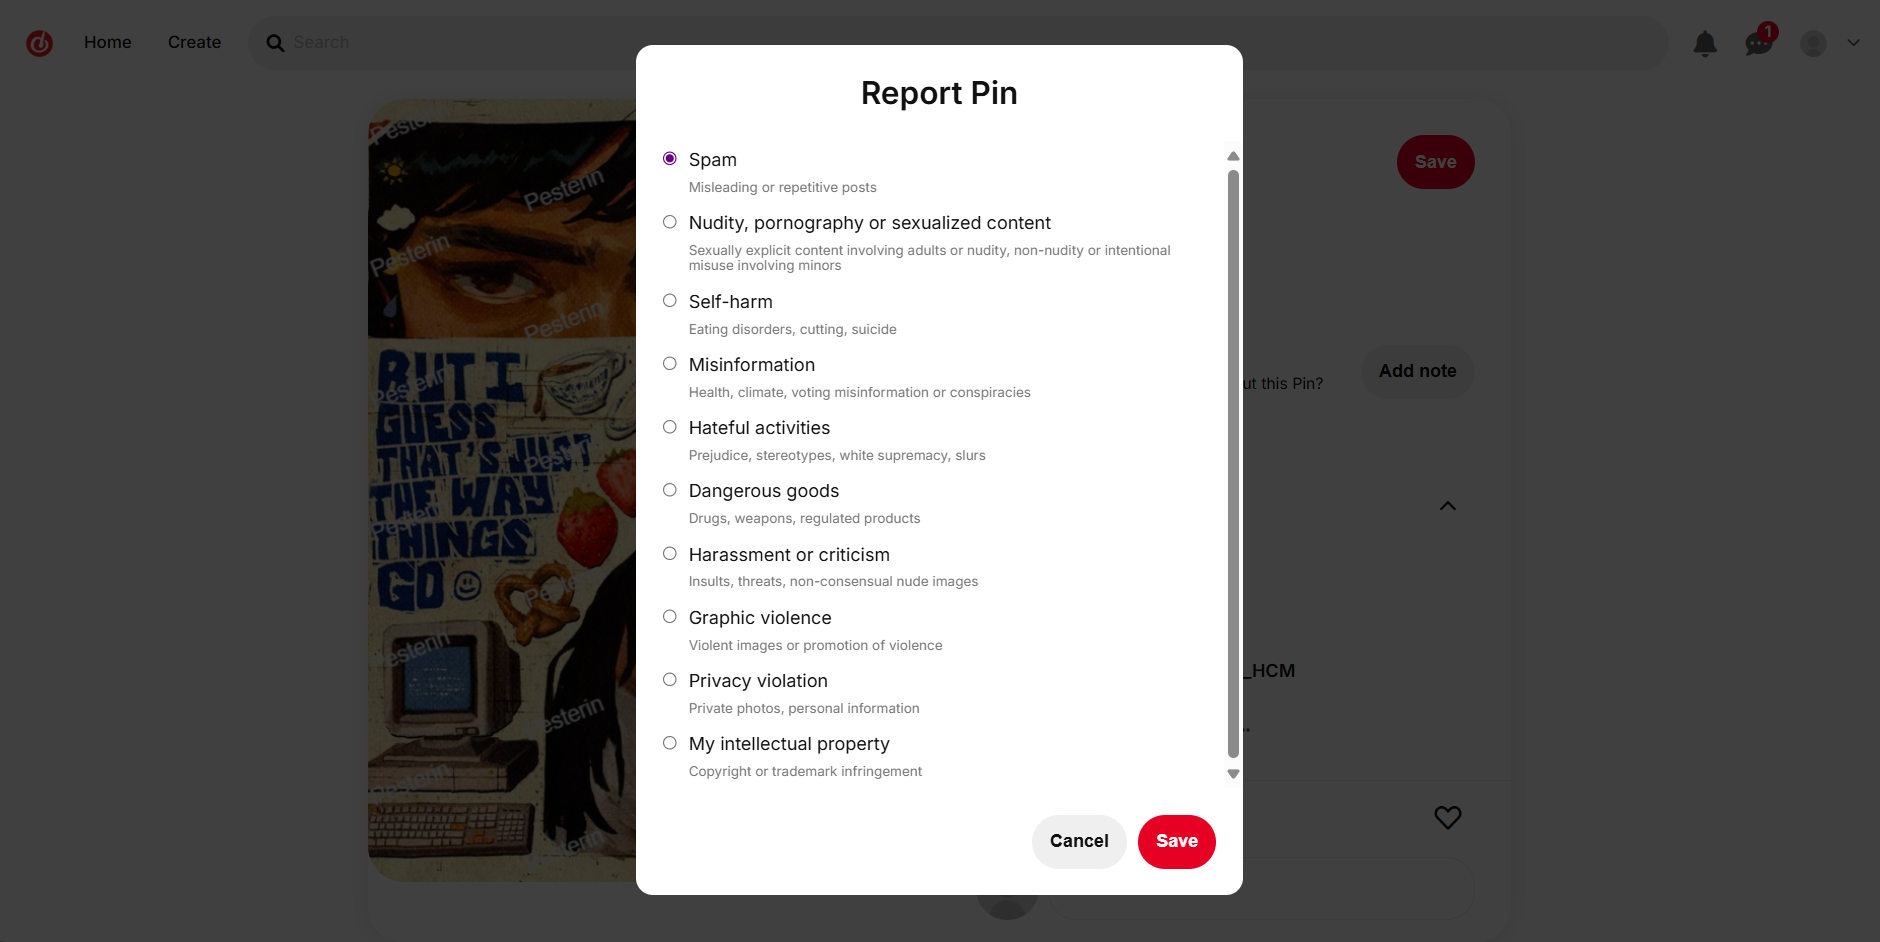 Home
Create
Search
1
Report Pin
Spam
Misleading or repetitive posts
Nudity, pornography or sexualized content
Sexually explicit content involving adults or nudity, non-nudity or intentional
misuse involving minors
Self-harm
Eating disorders, cutting, suicide
Misinformation
Health, climate, voting misinformation or conspiracies
Hateful activities
Prejudice, stereotypes, white supremacy, slurs
Dangerous goods
Drugs, weapons, regulated products
Harassment or criticism
Insults, threats, non-consensual nude images
Graphic violence
Violent images or promotion of violence
Privacy violation
Private photos, personal information
My intellectual property
Copyright or trademark infringement
Cancel
Save
Save
ut this Pin?
Add note
_HCM
..
Pesterin
Pesterin
Pesterin
Pesterin
BUT I
GUESS
THAT'S JUST
THE WAY
THINGS
GO
Pesterin
Pesterin